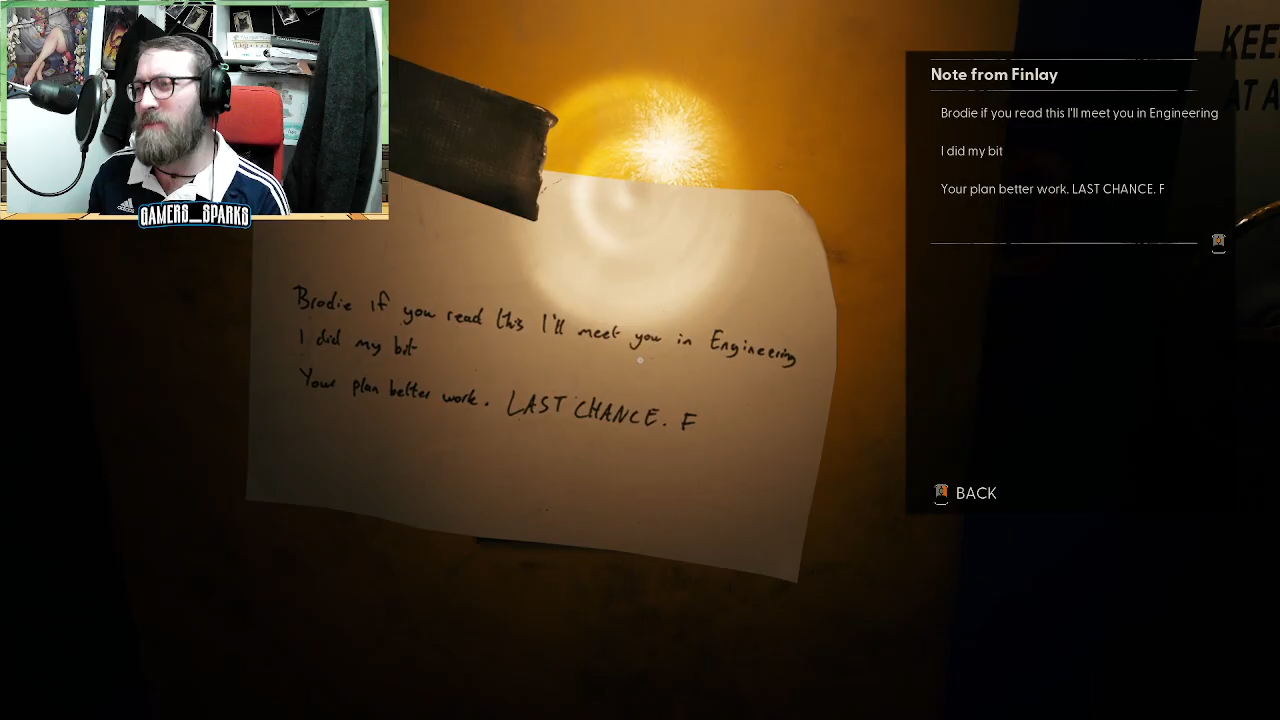 GAMERS_SPARKS
Brodie if you read this I'll meet you in Engineering
I did my bit
Your plan better work. LAST CHANCE. F
Note from Finlay
Brodie if you read this I'll meet you in Engineering
I did my bit
Your plan better work. LAST CHANCE. F
BACK
AT A